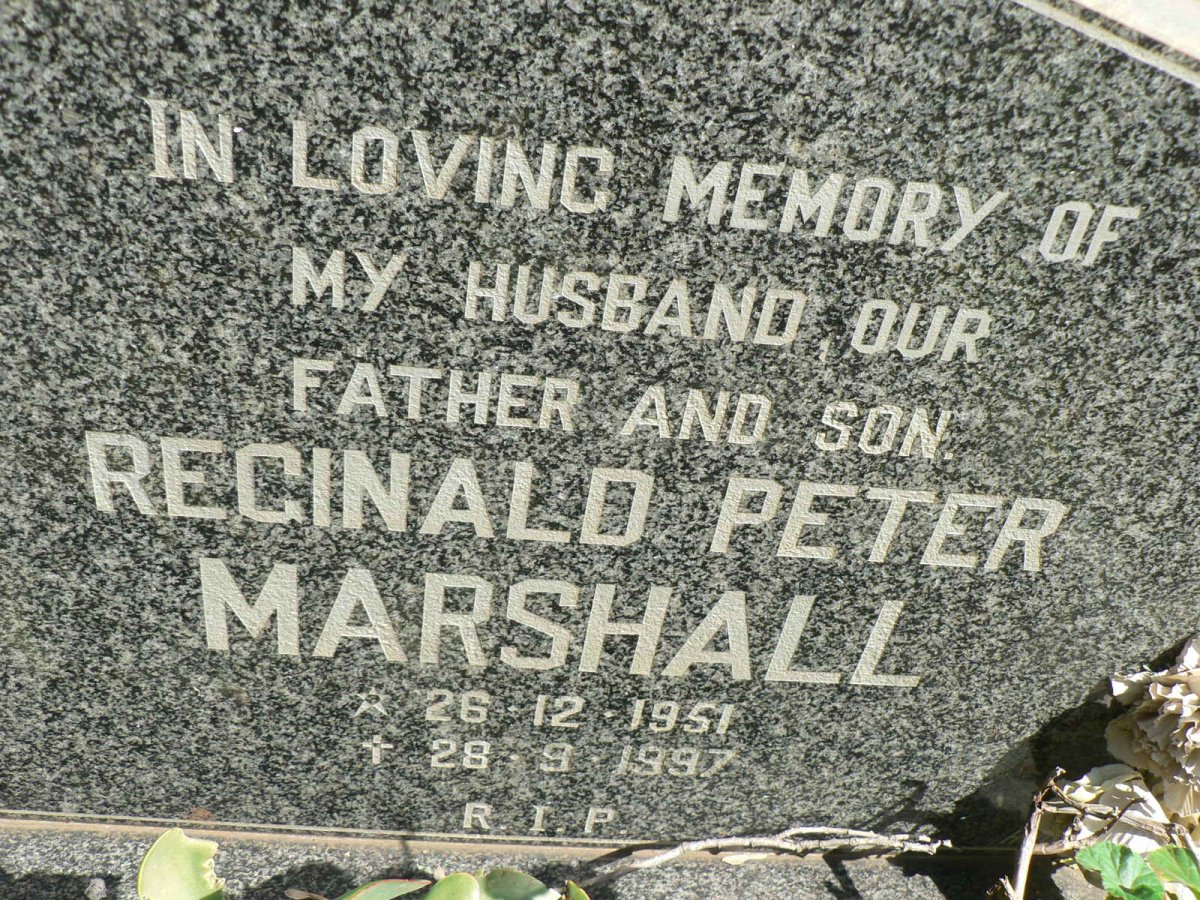 IN LOVING MEMORY OF
MY HUSBAND, OUR
FATHER AND SON.
REGINALD PETER
MARSHALL
26·12·1951
✝ 28·9·1997
R.I.P.